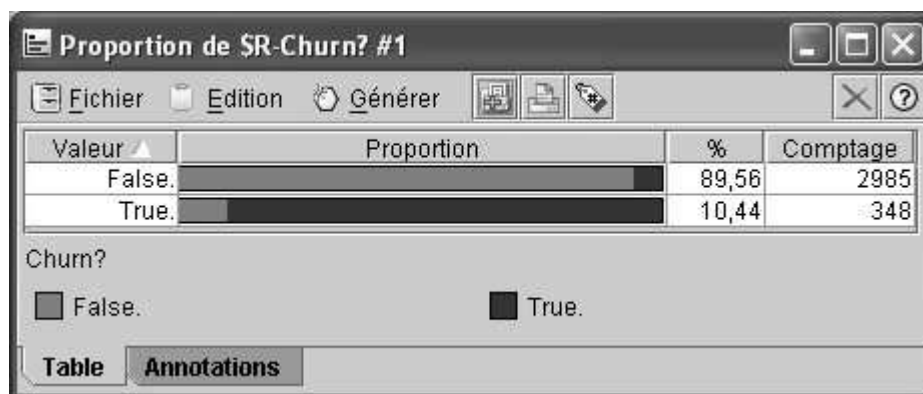 Proportion de $R-Churn? #1
Fichier Edition Générer
Valeur Proportion % Comptage
False. 89,56 2985
True. 10,44 348
Churn?
False. True.
Table Annotations